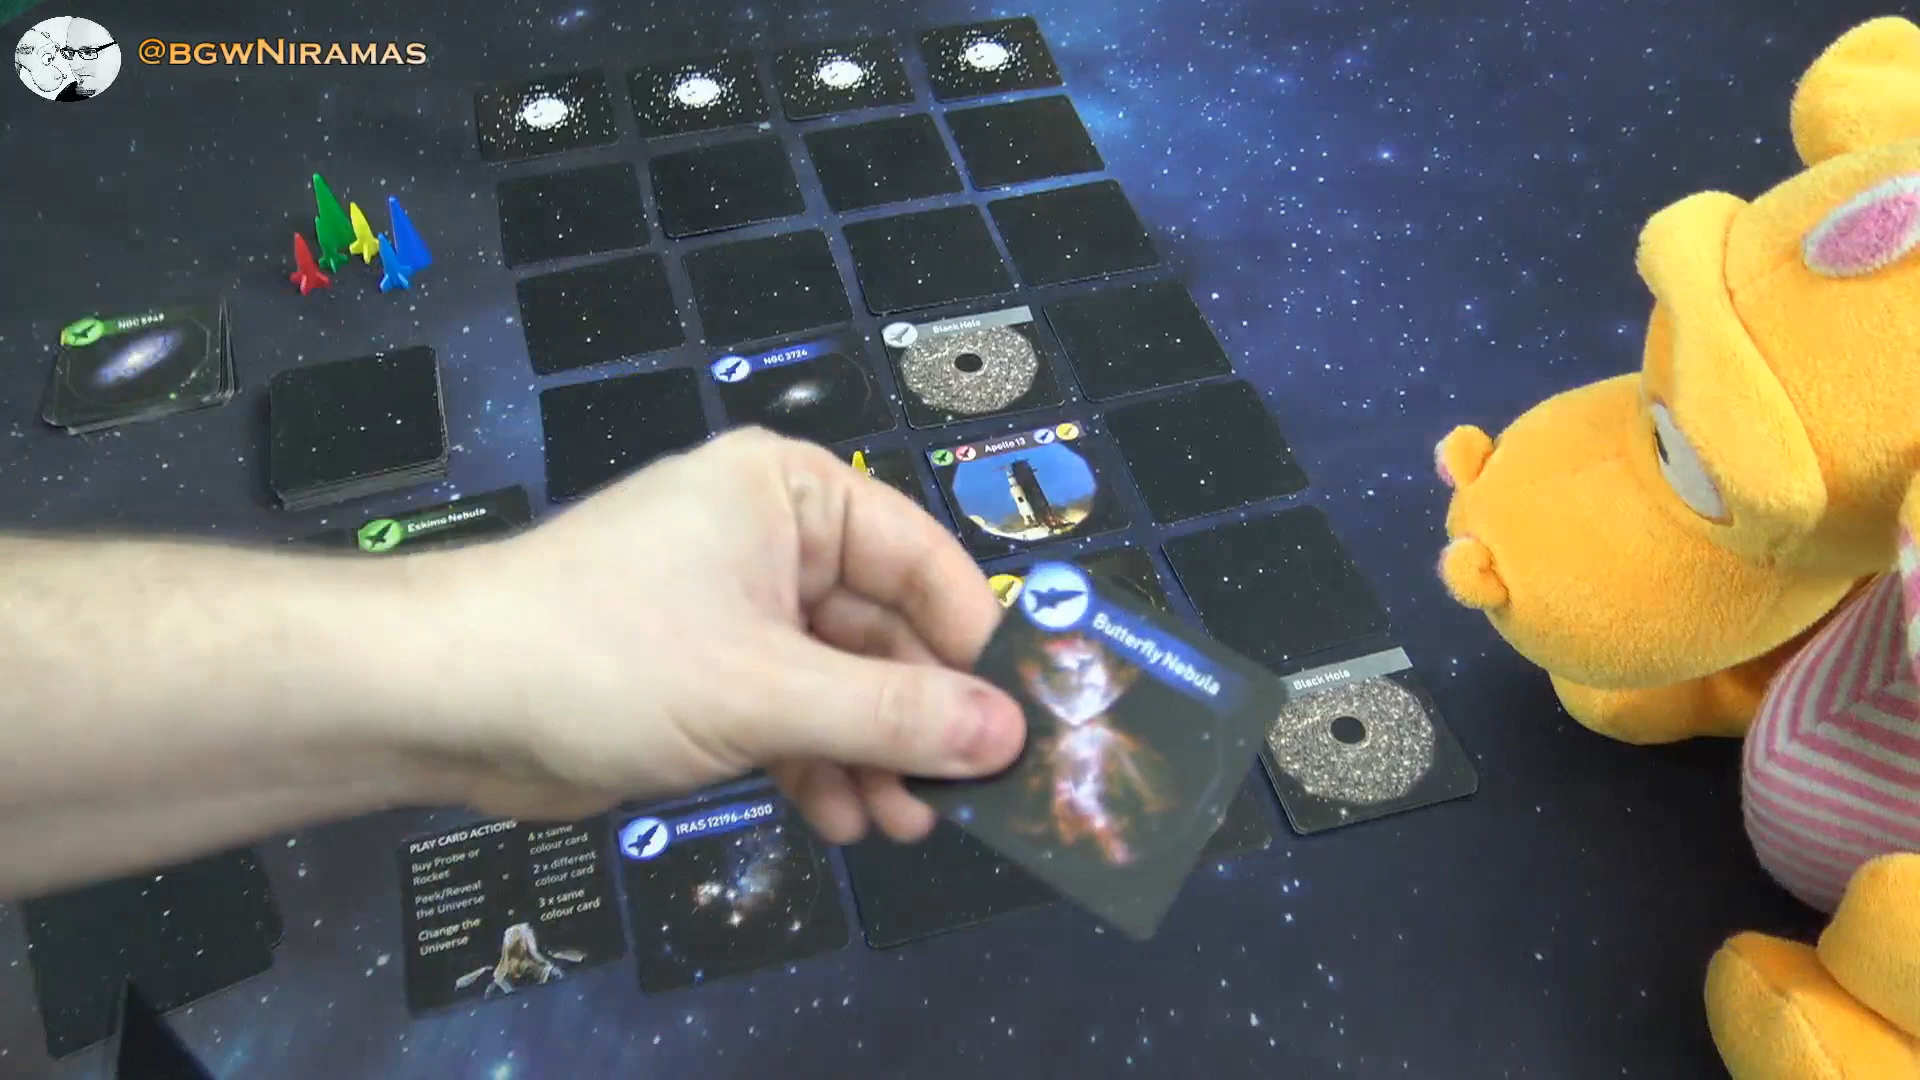 @BGWNIRAMAS
NGC 3724
Black Hole
Apollo 13
Eskimo Nebula
Butterfly Nebula
Black Hole
IRAS 12196-6300
PLAY CARD ACTIONS
Buy Probe or
Rocket
=
4 x same
colour card
Peek/Reveal
the Universe
=
2 x different
colour card
Change the
Universe
=
3 x same
colour card